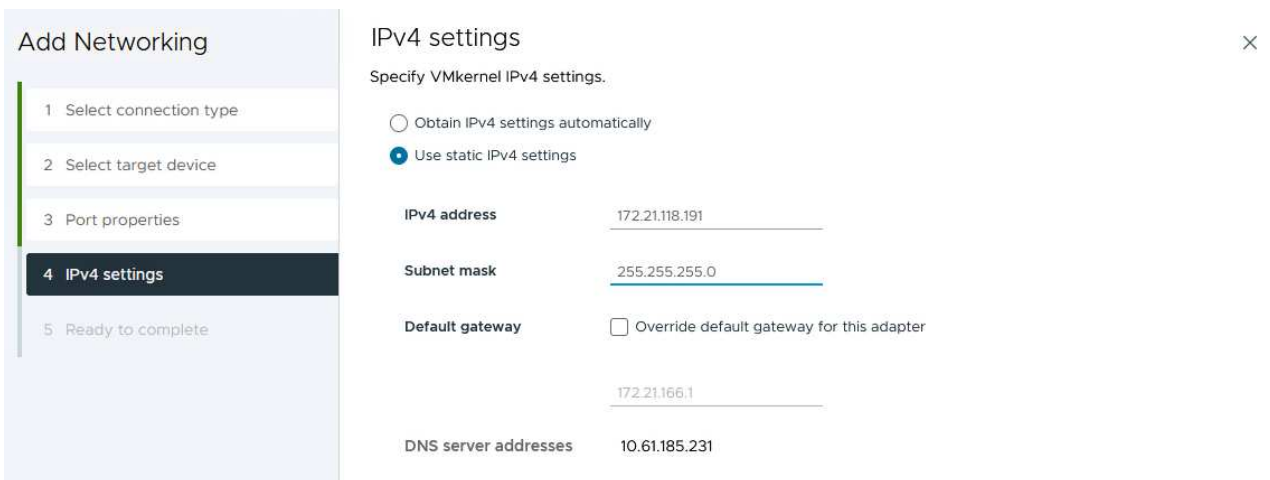 Add Networking
1 Select connection type
2 Select target device
3 Port properties
4 IPv4 settings
5 Ready to complete
IPv4 settings
Specify VMkernel IPv4 settings.
Obtain IPv4 settings automatically
Use static IPv4 settings
IPv4 address 172.21.118.191
Subnet mask 255.255.255.0
Default gateway Override default gateway for this adapter
172.21.166.1
DNS server addresses 10.61.185.231